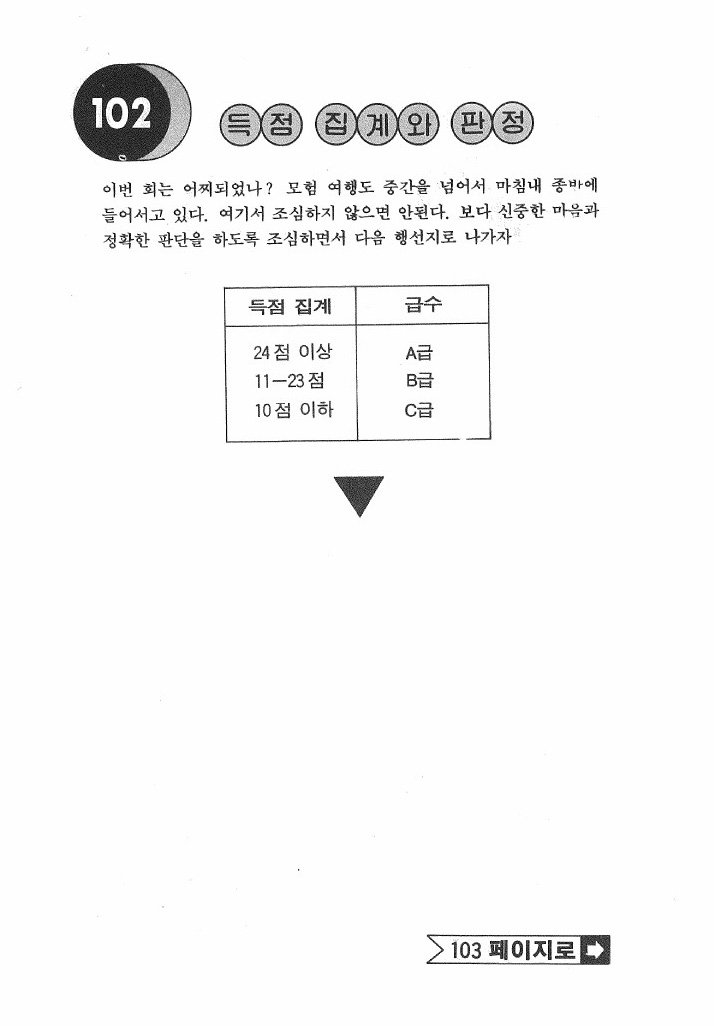 102
득점 집계와 판정
이번 회는 어찌되었나? 모험 여행도 중간을 넘어서 마침내 종바에
들어서고 있다. 여기서 조심하지 않으면 안된다. 보다 신중한 마음과
정확한 판단을 하도록 조심하면서 다음 행선지로 나가자
득점 집계 급수
24점 이상 A급
11—23점 B급
10점 이하 C급
103 페이지로